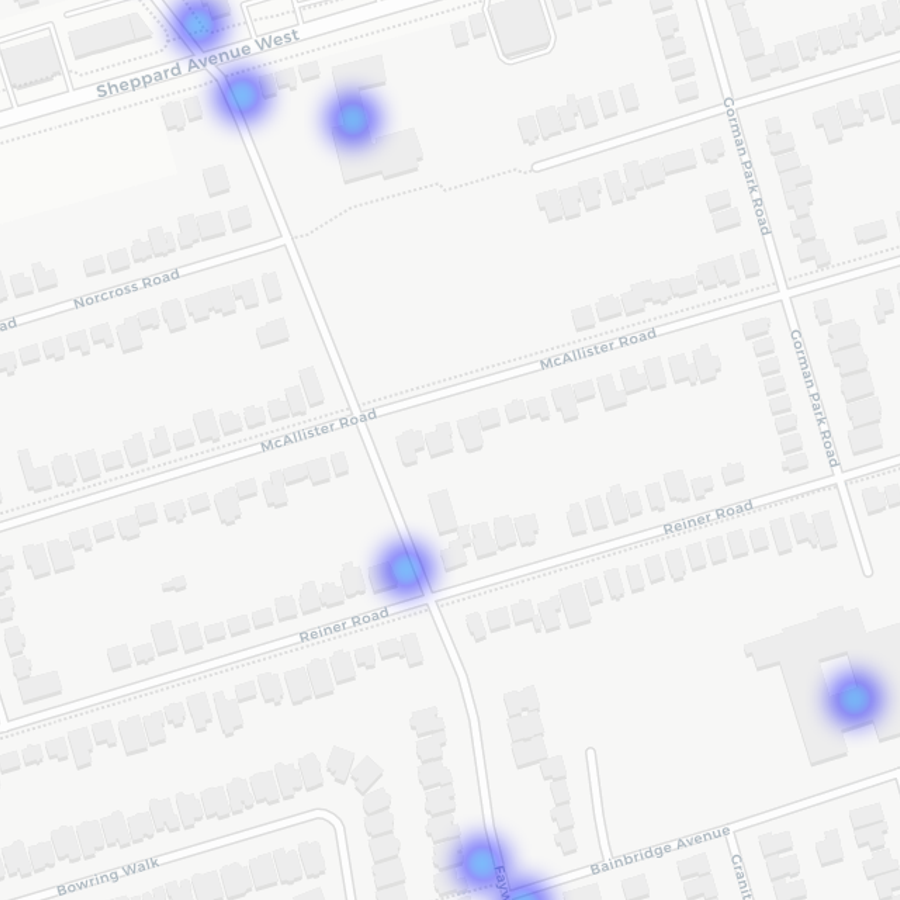 Sheppard Avenue West
Gorman Park Road
Norcross Road
McAllister Road
Gorman Park Road
McAllister Road
Reiner Road
Reiner Road
Bainbridge Avenue
Bowring Walk